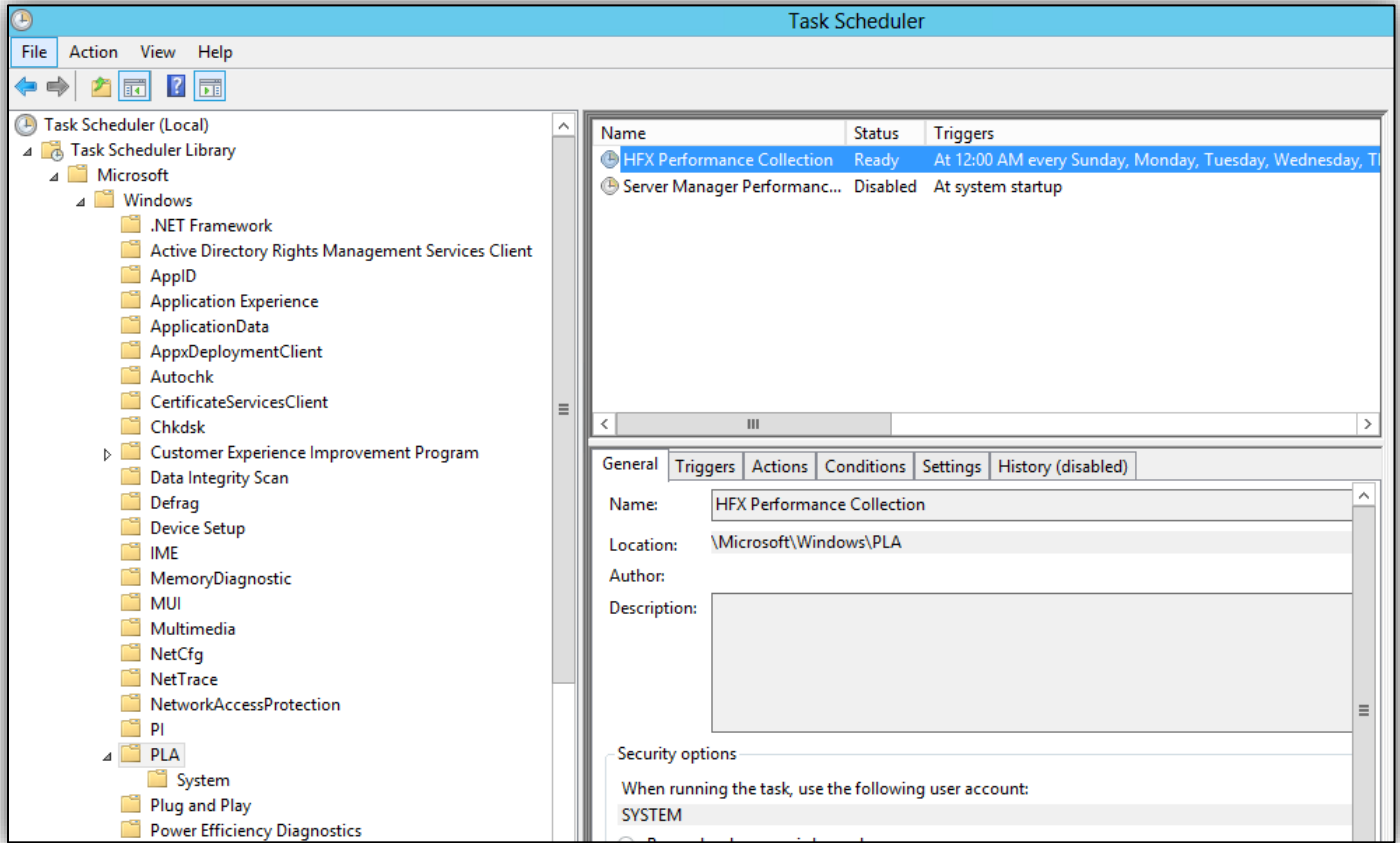 Task Scheduler
File Action View Help
Task Scheduler (Local)
Task Scheduler Library
Microsoft
Windows
.NET Framework
Active Directory Rights Management Services Client
AppID
Application Experience
ApplicationData
AppxDeploymentClient
Autochk
CertificateServicesClient
Chkdsk
Customer Experience Improvement Program
Data Integrity Scan
Defrag
Device Setup
IME
MemoryDiagnostic
MUI
Multimedia
NetCfg
NetTrace
NetworkAccessProtection
PI
PLA
System
Plug and Play
Power Efficiency Diagnostics
Name Status Triggers
HFX Performance Collection Ready At 12:00 AM every Sunday, Monday, Tuesday, Wednesday,
Server Manager Performanc... Disabled At system startup
General Triggers Actions Conditions Settings History (disabled)
Name: HFX Performance Collection
Location: \Microsoft\Windows\PLA
Author:
Description:
Security options
When running the task, use the following user account:
SYSTEM